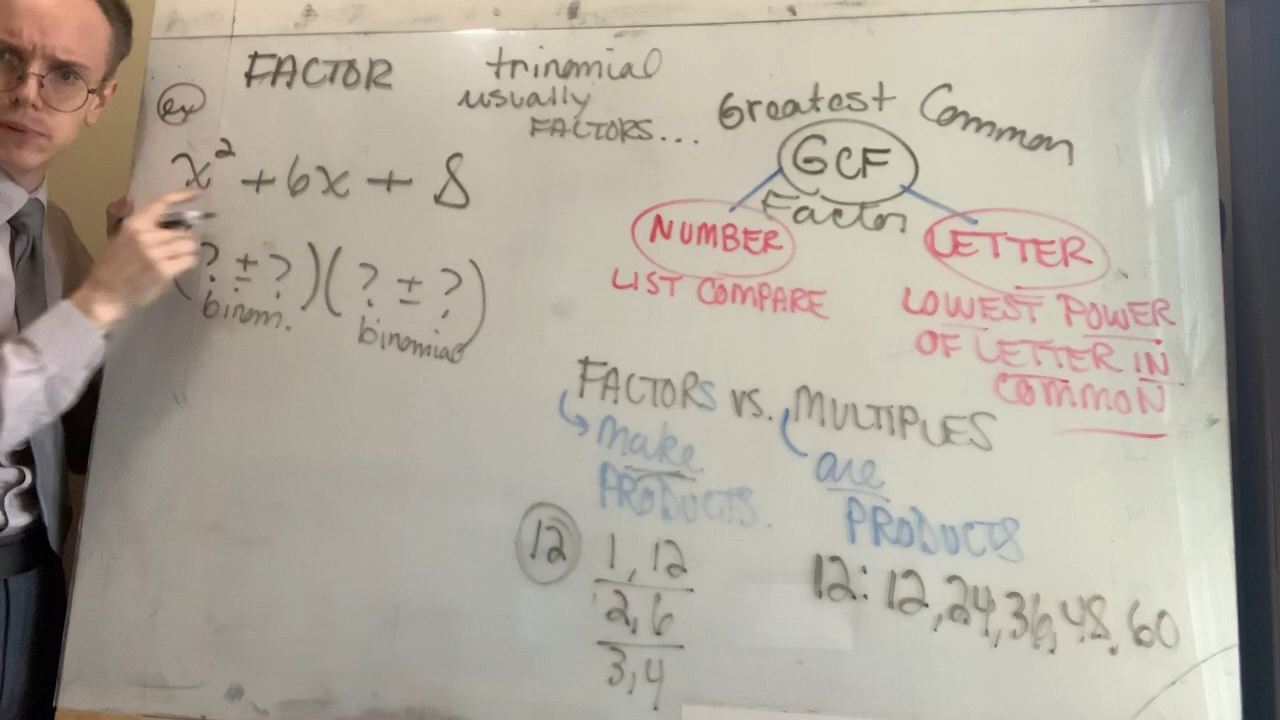 FACTOR
trinomial
usually
FACTORS...
ex
x² + 6x + 8
(? ± ?)(? ± ?)
binom. binomial
Greatest Common
GCF
Factor
NUMBER
LIST COMPARE
LETTER
LOWEST POWER
OF LETTER IN
COMMON
FACTORS vs. MULTIPLES
make
PRODUCTS.
are
PRODUCTS
12
1, 12
2, 6
3, 4
12: 12, 24, 36, 48, 60